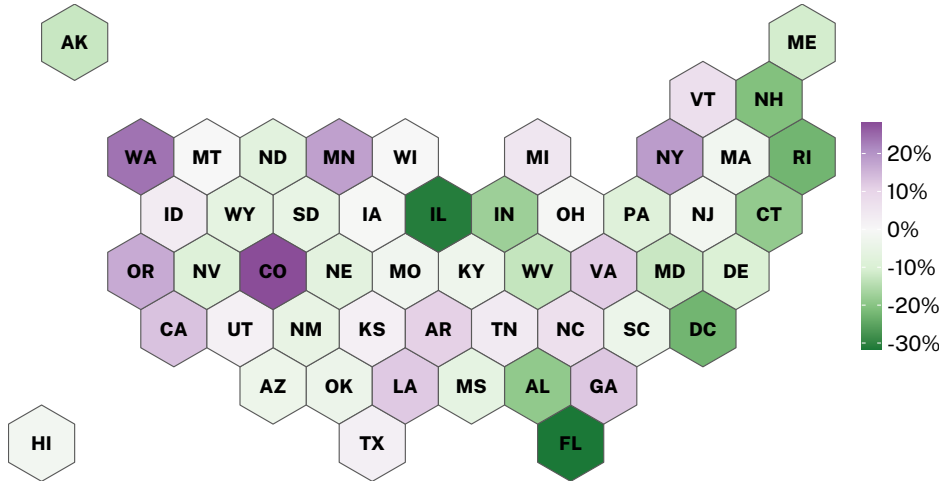 AK
ME
VT NH
WA MT ND MN WI MI NY MA RI
ID WY SD IA IL IN OH PA NJ CT
OR NV CO NE MO KY WV VA MD DE
CA UT NM KS AR TN NC SC DC
AZ OK LA MS AL GA
HI TX FL
20%
10%
0%
-10%
-20%
-30%